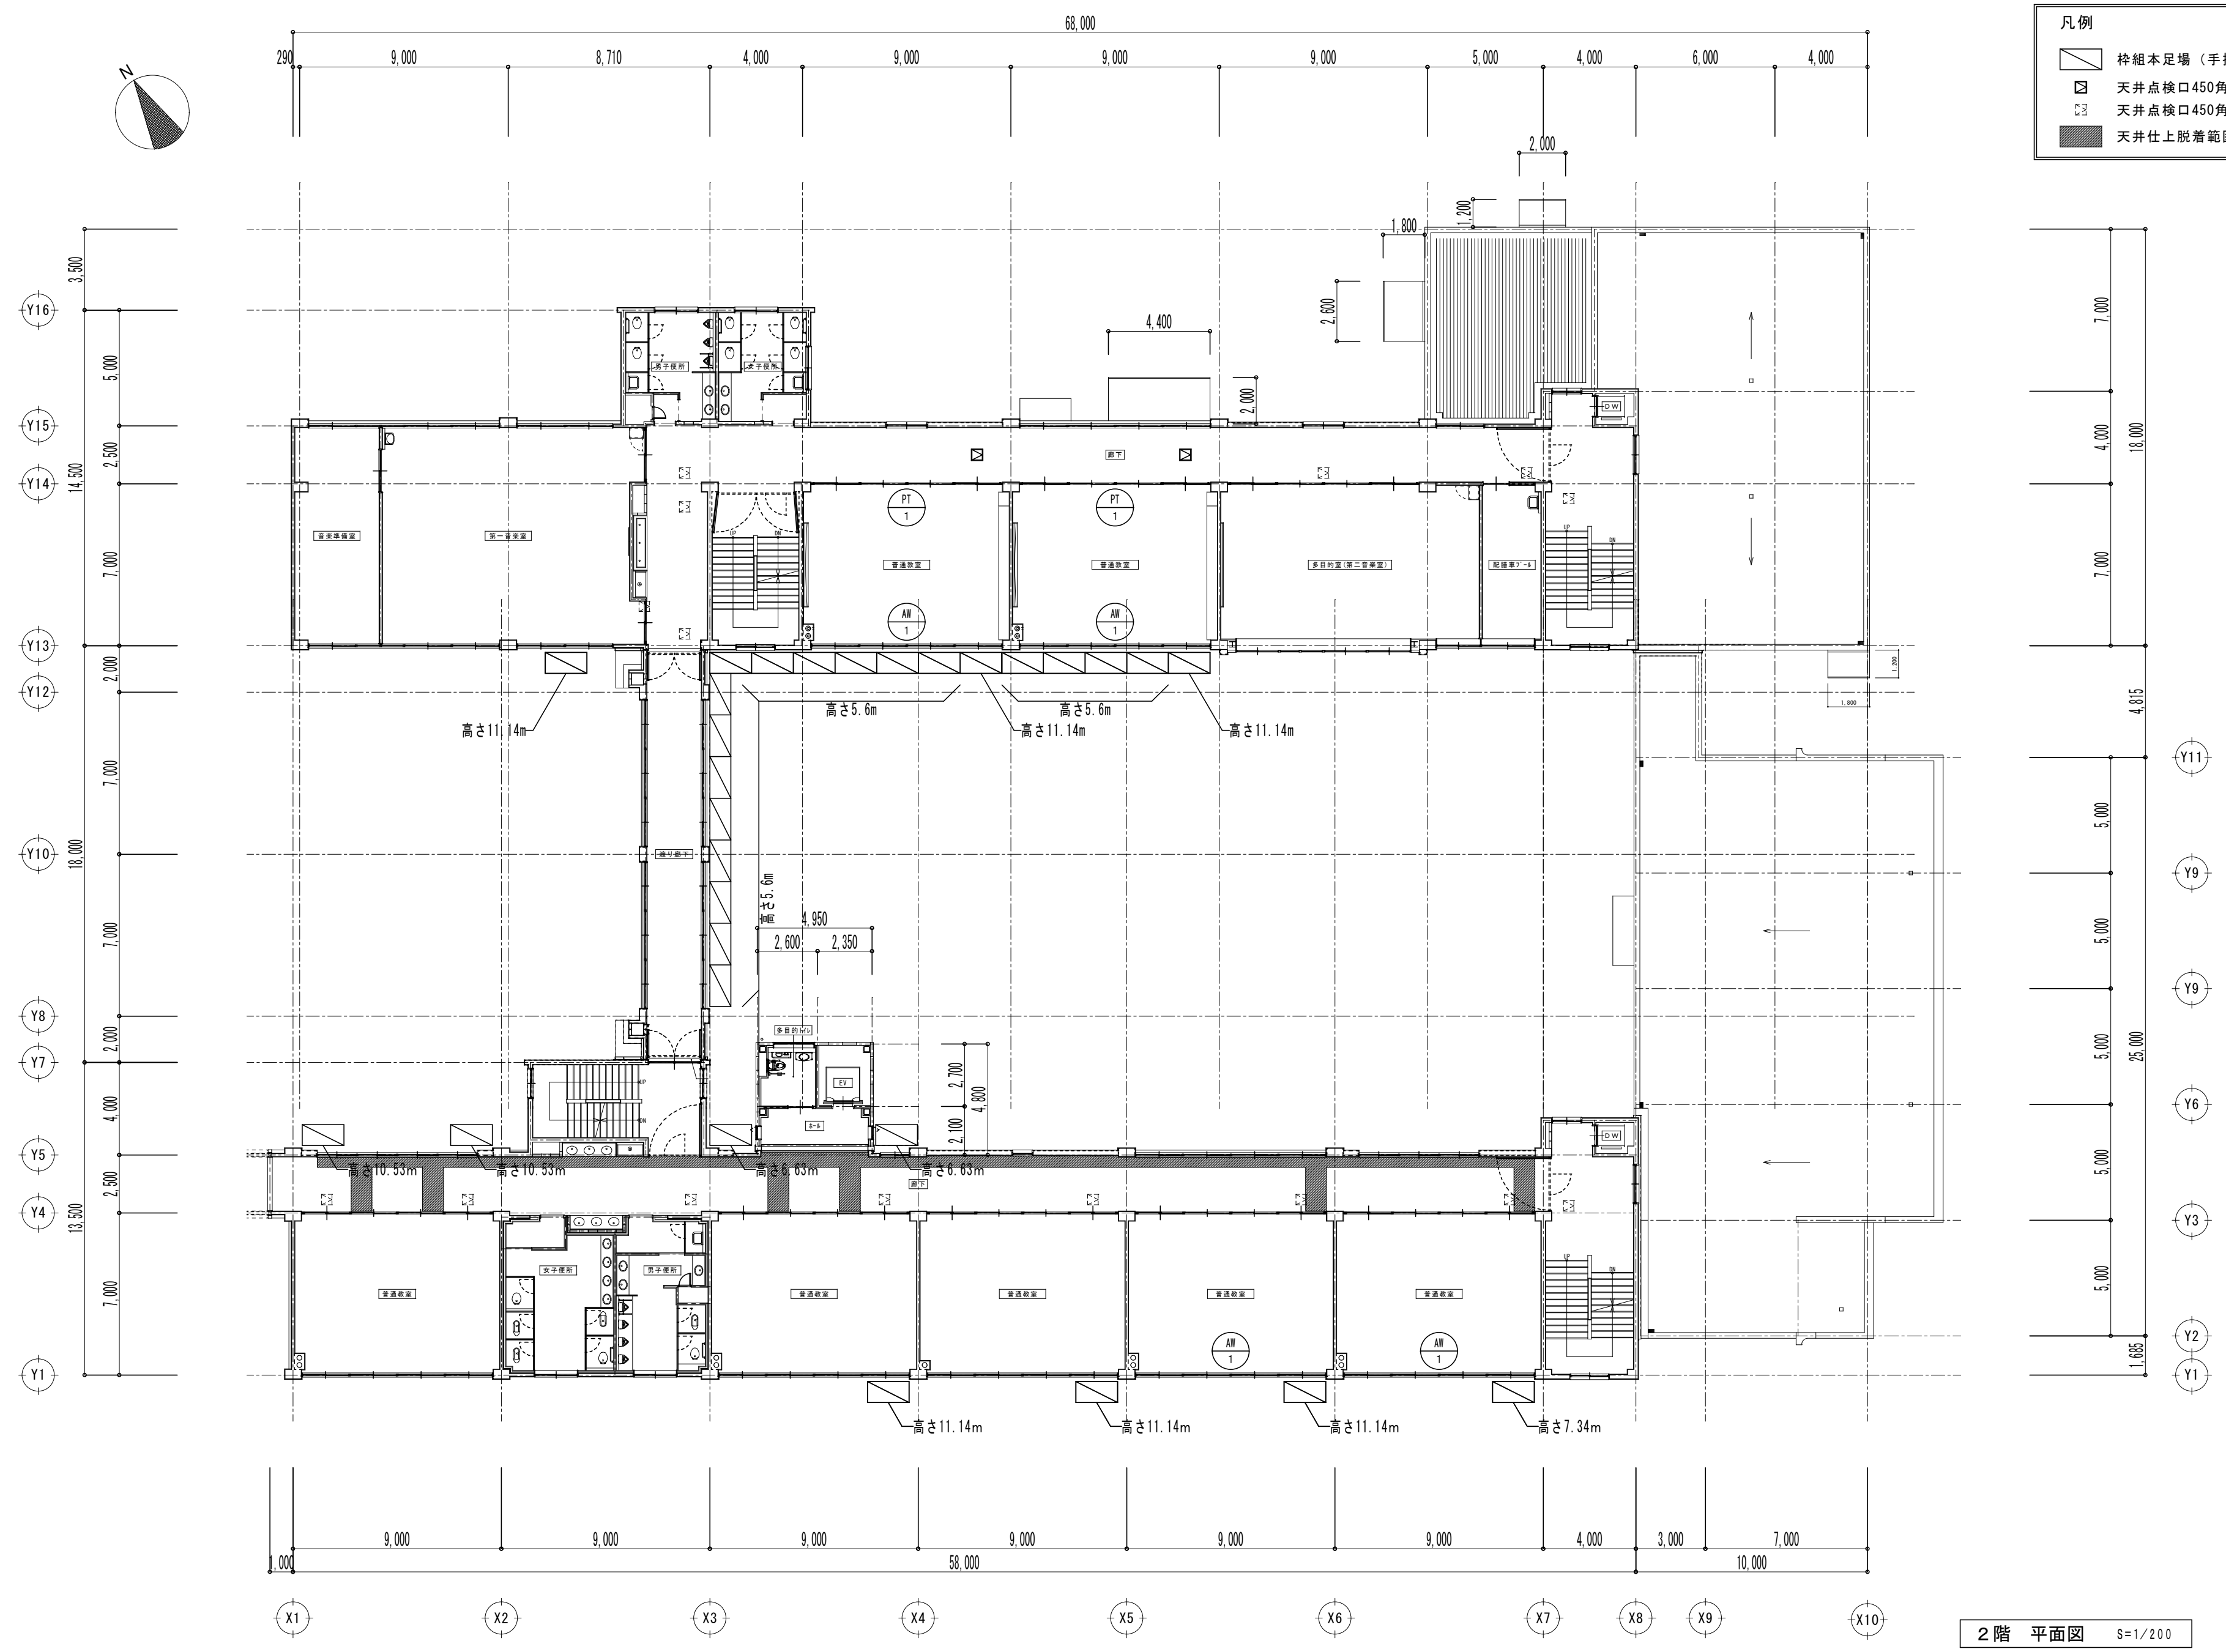 68,000
290
9,000
8,710
4,000
9,000
9,000
9,000
5,000
4,000
6,000
4,000
N
凡例
枠組本足場（手
天井点検口450角
天井点検口450角
天井仕上脱着範
2,000
1,200
1,800
2,600
4,400
2,000
3,500
5,000
2,500
14,500
7,000
2,000
7,000
18,000
7,000
2,000
4,000
2,500
13,500
7,000
Y16
Y15
Y14
Y13
Y12
Y10
Y8
Y7
Y5
Y4
Y1
男子便所
女子便所
DW
廊下
PT
1
PT
1
音楽準備室
第一音楽室
UP
DN
普通教室
普通教室
多目的室(第二音楽室)
配膳車プール
UP
DN
AW
1
AW
1
高さ11.14m
高さ5.6m
高さ5.6m
高さ11.14m
高さ11.14m
1,200
1,800
渡り廊下
高さ5.6m
4,950
2,600
2,350
多目的トイレ
EV
ホール
2,700
2,100
4,800
UP
DN
DW
高さ10.53m
高さ10.53m
高さ6.63m
高さ6.63m
廊下
女子便所
男子便所
普通教室
普通教室
普通教室
普通教室
普通教室
UP
DN
AW
1
AW
1
高さ11.14m
高さ11.14m
高さ11.14m
高さ7.34m
7,000
4,000
18,000
7,000
4,815
5,000
5,000
5,000
25,000
5,000
5,000
1,685
Y11
Y9
Y9
Y6
Y3
Y2
Y1
9,000
9,000
9,000
9,000
9,000
9,000
4,000
3,000
7,000
1,000
58,000
10,000
X1
X2
X3
X4
X5
X6
X7
X8
X9
X10
2階 平面図 S=1/200